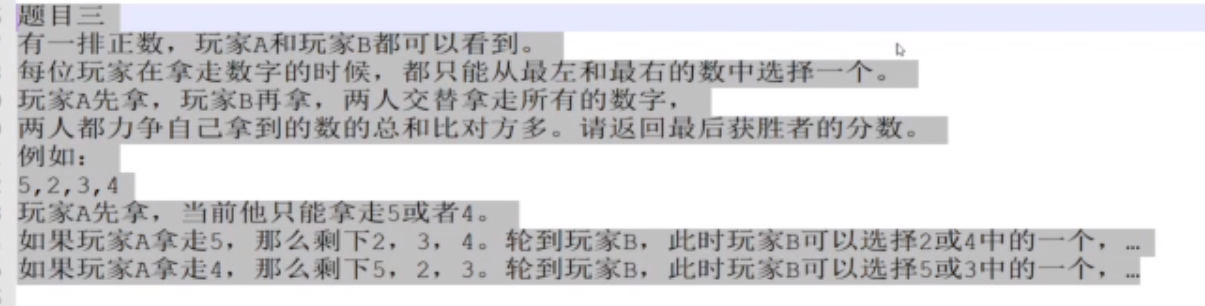 题目三
有一排正数，玩家A和玩家B都可以看到。
每位玩家在拿走数字的时候，都只能从最左和最右的数中选择一个。
玩家A先拿，玩家B再拿，两人交替拿走所有的数字，
两人都力争自己拿到的数的总和比对方多。请返回最后获胜者的分数。
例如：
5,2,3,4
玩家A先拿，当前他只能拿走5或者4。
如果玩家A拿走5，那么剩下2，3，4。轮到玩家B，此时玩家B可以选择2或4中的一个，…
如果玩家A拿走4，那么剩下5，2，3。轮到玩家B，此时玩家B可以选择5或3中的一个，…